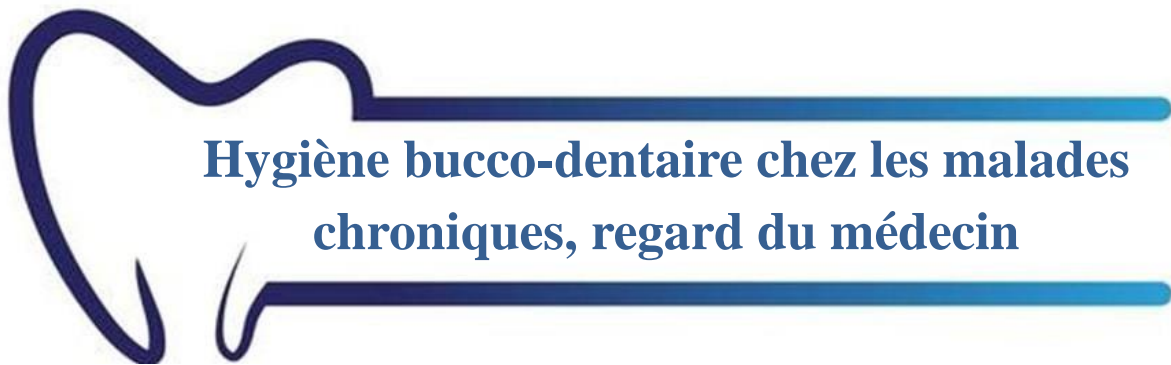 Hygiène bucco-dentaire chez les malades
chroniques, regard du médecin